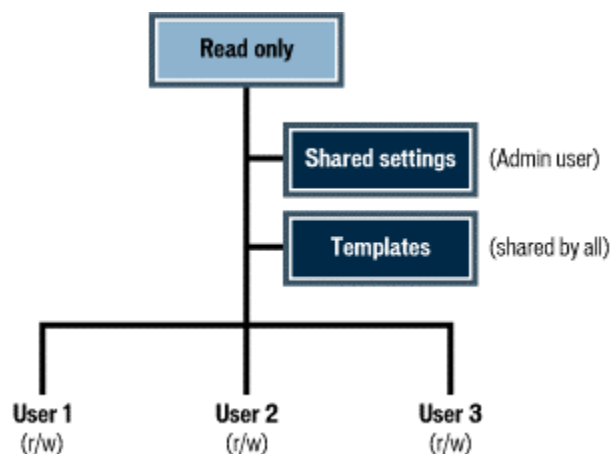 Read only
Shared settings (Admin user)
Templates (shared by all)
User 1 User 2 User 3
(r/w) (r/w) (r/w)